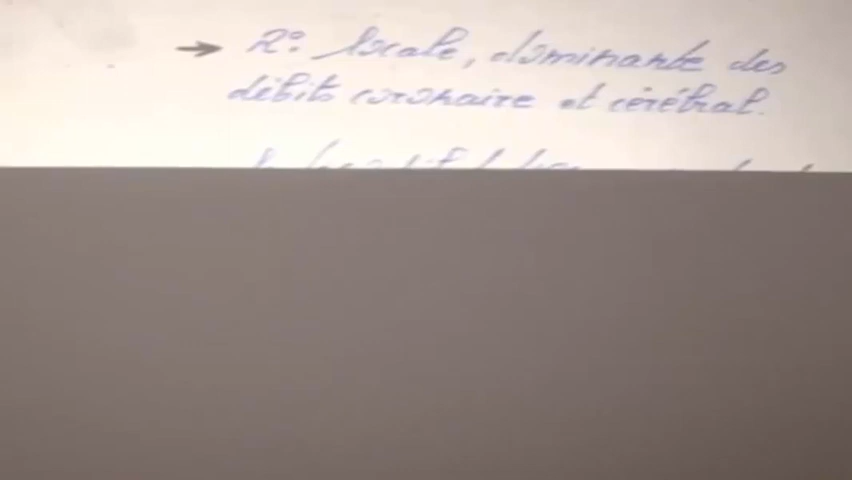 → R°: locale, dominante des
débits coronaire et cérébral.